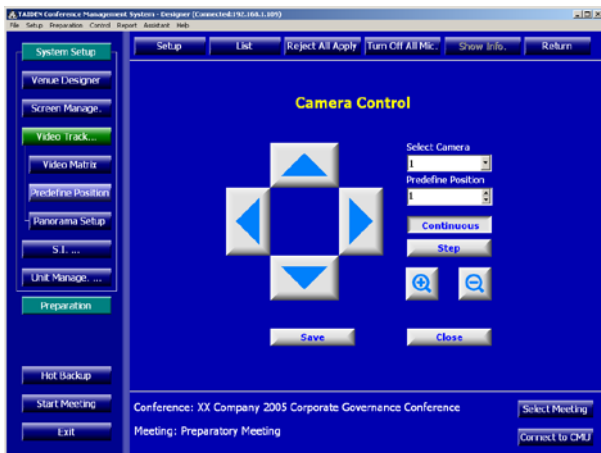 TAIDEN Conference Management System - Designer (Connected:192.168.1.109)
File Setup Preparation Control Report Assistant Help
System Setup
Venue Designer
Screen Manage.
Video Track...
Video Matrix
Predefine Position
Panorama Setup
S.I. ...
Unit Manage. ...
Preparation
Hot Backup
Start Meeting
Exit
Setup List Reject All Apply Turn Off All Mic. Show Info. Return
Camera Control
Select Camera
1
Predefine Position
1
Continuous
Step
Save Close
Conference: XX Company 2005 Corporate Governance Conference
Meeting: Preparatory Meeting
Select Meeting
Connect to CMU